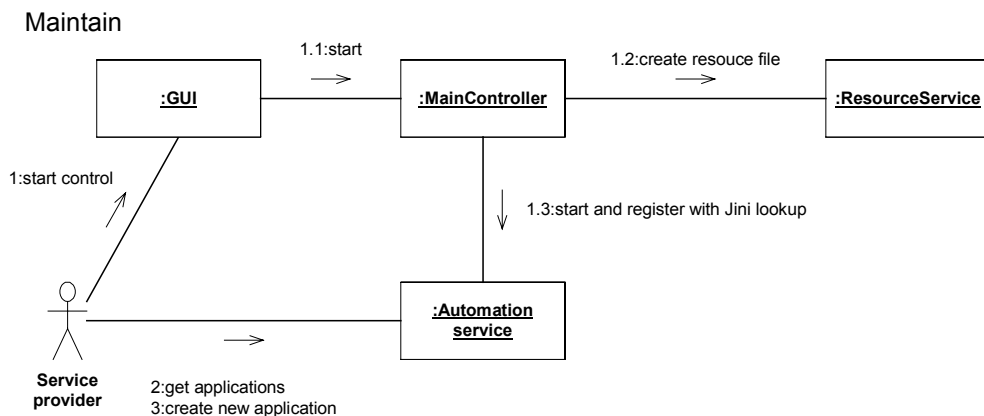 Maintain
1.1:start
1.2:create resouce file
:GUI
:MainController
:ResourceService
1:start control
1.3:start and register with Jini lookup
:Automation
service
Service
provider
2:get applications
3:create new application